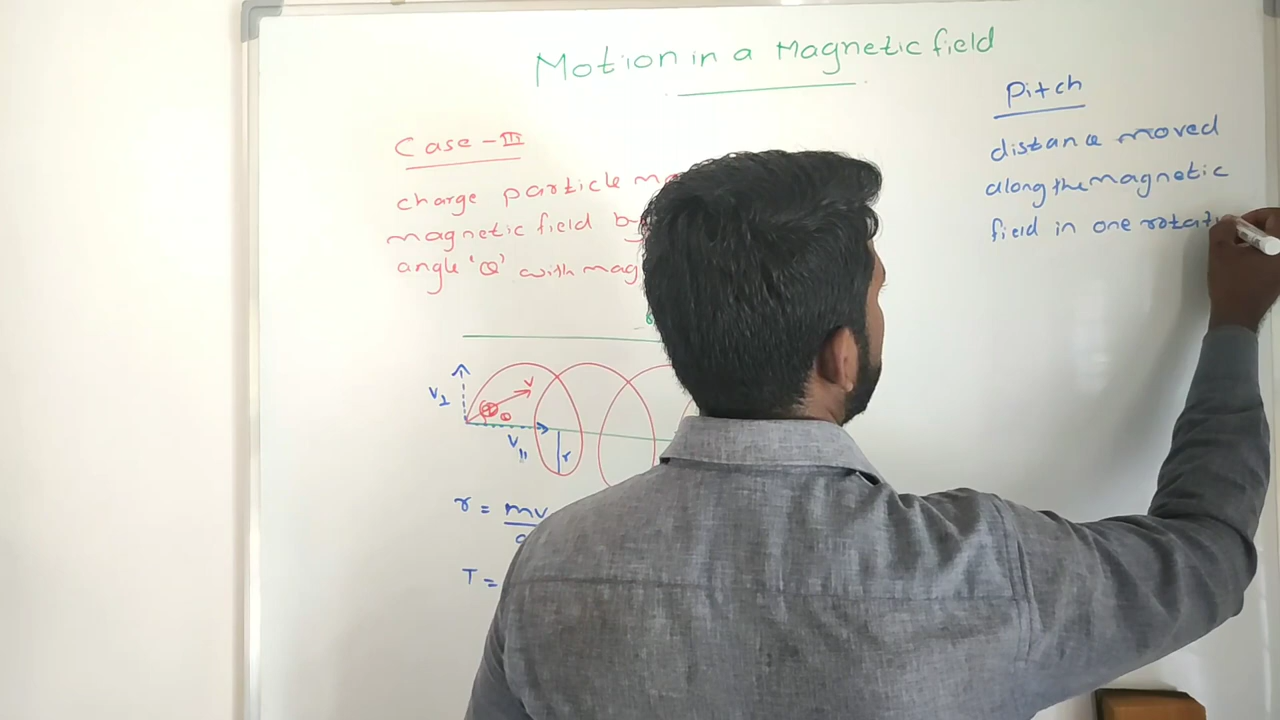 Motion in a Magnetic field
Case - III
charge particle
magnetic field
angle 'θ' with mag
V⊥
V
θ
V||
r
r = mv
T =
Pitch
distance moved
along the magnetic
field in one rotat